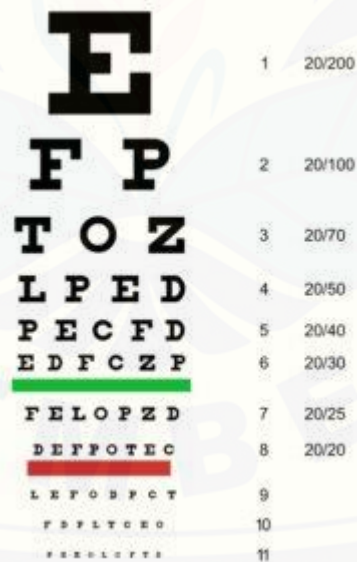 E 1 20/200
F P 2 20/100
T O Z 3 20/70
L P E D 4 20/50
P E C F D 5 20/40
E D F C Z P 6 20/30
F E L O P Z D 7 20/25
D E F P O T E C 8 20/20
L E F O D P C T 9
F D P L T C E O 10
11